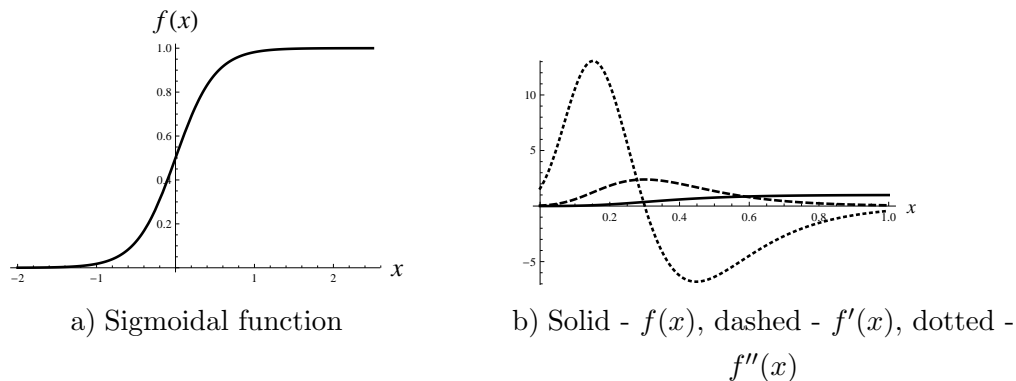 f(x)
1.0
0.8
0.6
0.4
0.2
-2
-1
1
2
x
a) Sigmoidal function
10
5
-5
0.2
0.4
0.6
0.8
1.0
x
b) Solid - f(x), dashed - f′(x), dotted -
f′′(x)